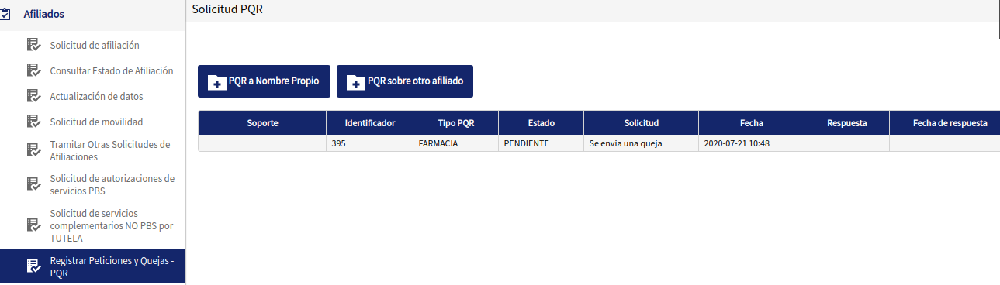 Afiliados
Solicitud de afiliación
Consultar Estado de Afiliación
Actualización de datos
Solicitud de movilidad
Tramitar Otras Solicitudes de
Afiliaciones
Solicitud de autorizaciones de
servicios PBS
Solicitud de servicios
complementarios NO PBS por
TUTELA
Registrar Peticiones y Quejas -
PQR
Solicitud PQR
PQR a Nombre Propio PQR sobre otro afiliado
Soporte Identificador Tipo PQR Estado Solicitud Fecha Respuesta Fecha de respuesta
395 FARMACIA PENDIENTE Se envia una queja 2020-07-21 10:48